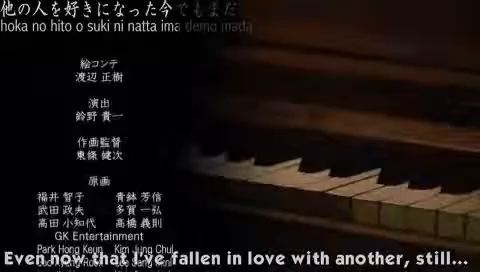 他の人を好きになった今でもまだ
hoka no hito o suki ni natta ima demo mada
絵コンテ
渡辺 正樹
演出
鈴野 貴一
作画監督
東條 健次
原画
福井 智子 青鉢 芳信
武田 政夫 多賀 一弘
高田 小知代 高橋 義則
GK Entertainment
Park Hong Keun Kim Jung Chul
Even now that I've fallen in love with another, still...